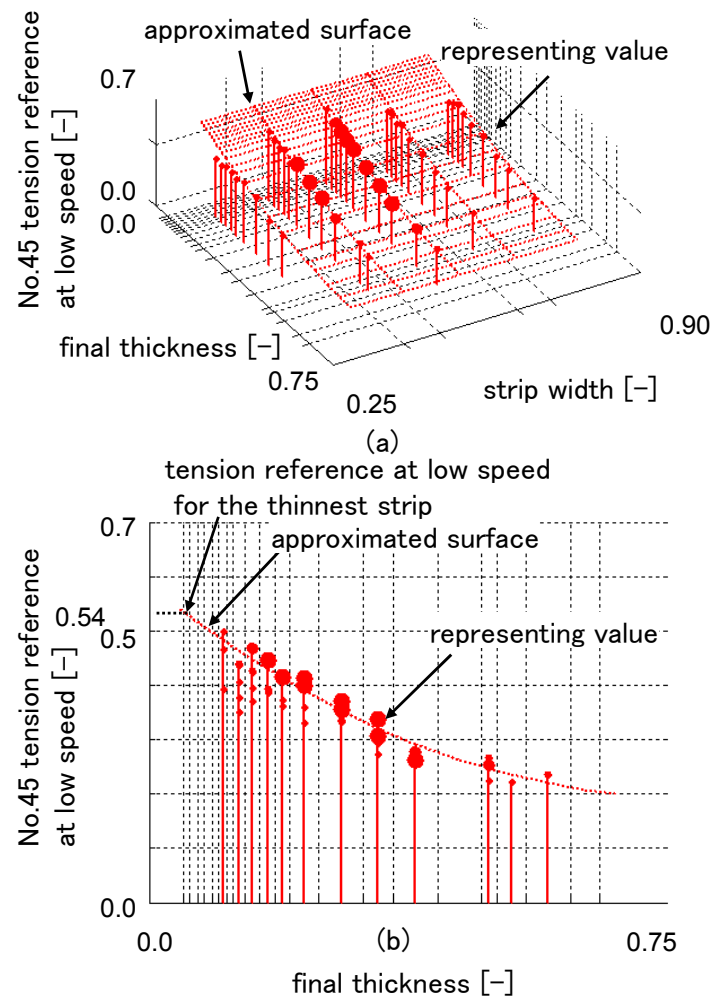 approximated surface
representing value
No.45 tension reference
at low speed [-]
0.7
0.0
0.0
final thickness [-]
0.75
0.25
strip width [-]
0.90
(a)
tension reference at low speed
for the thinnest strip
approximated surface
representing value
No.45 tension reference
at low speed [-]
0.7
0.54
0.5
0.0
0.0
(b)
0.75
final thickness [-]